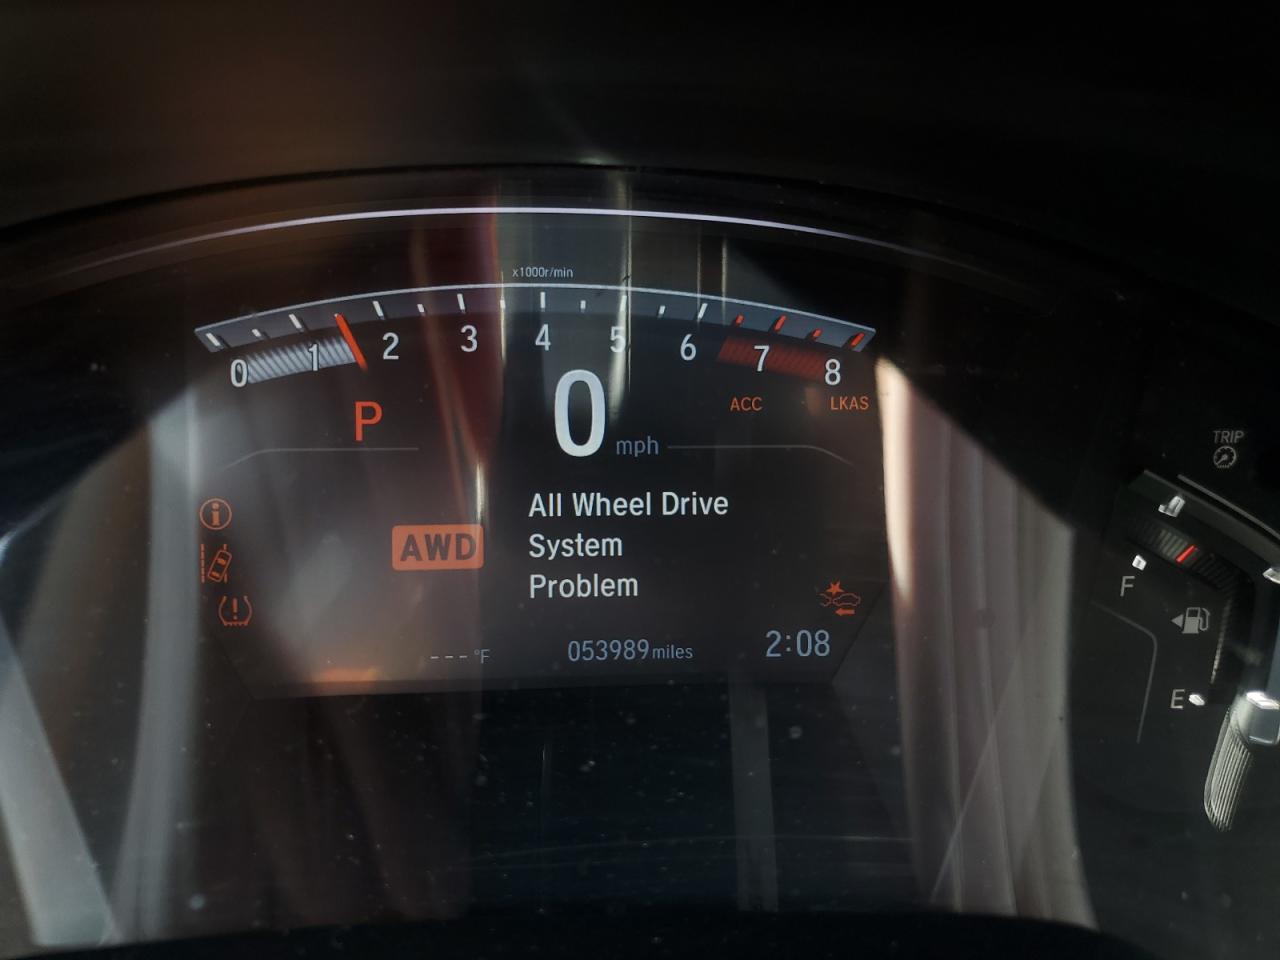 x1000r/min
0 1 2 3 4 5 6 7 8
P
0 mph
ACC LKAS
TRIP
All Wheel Drive
AWD
System
Problem
F
---°F
053989 miles
2:08
E